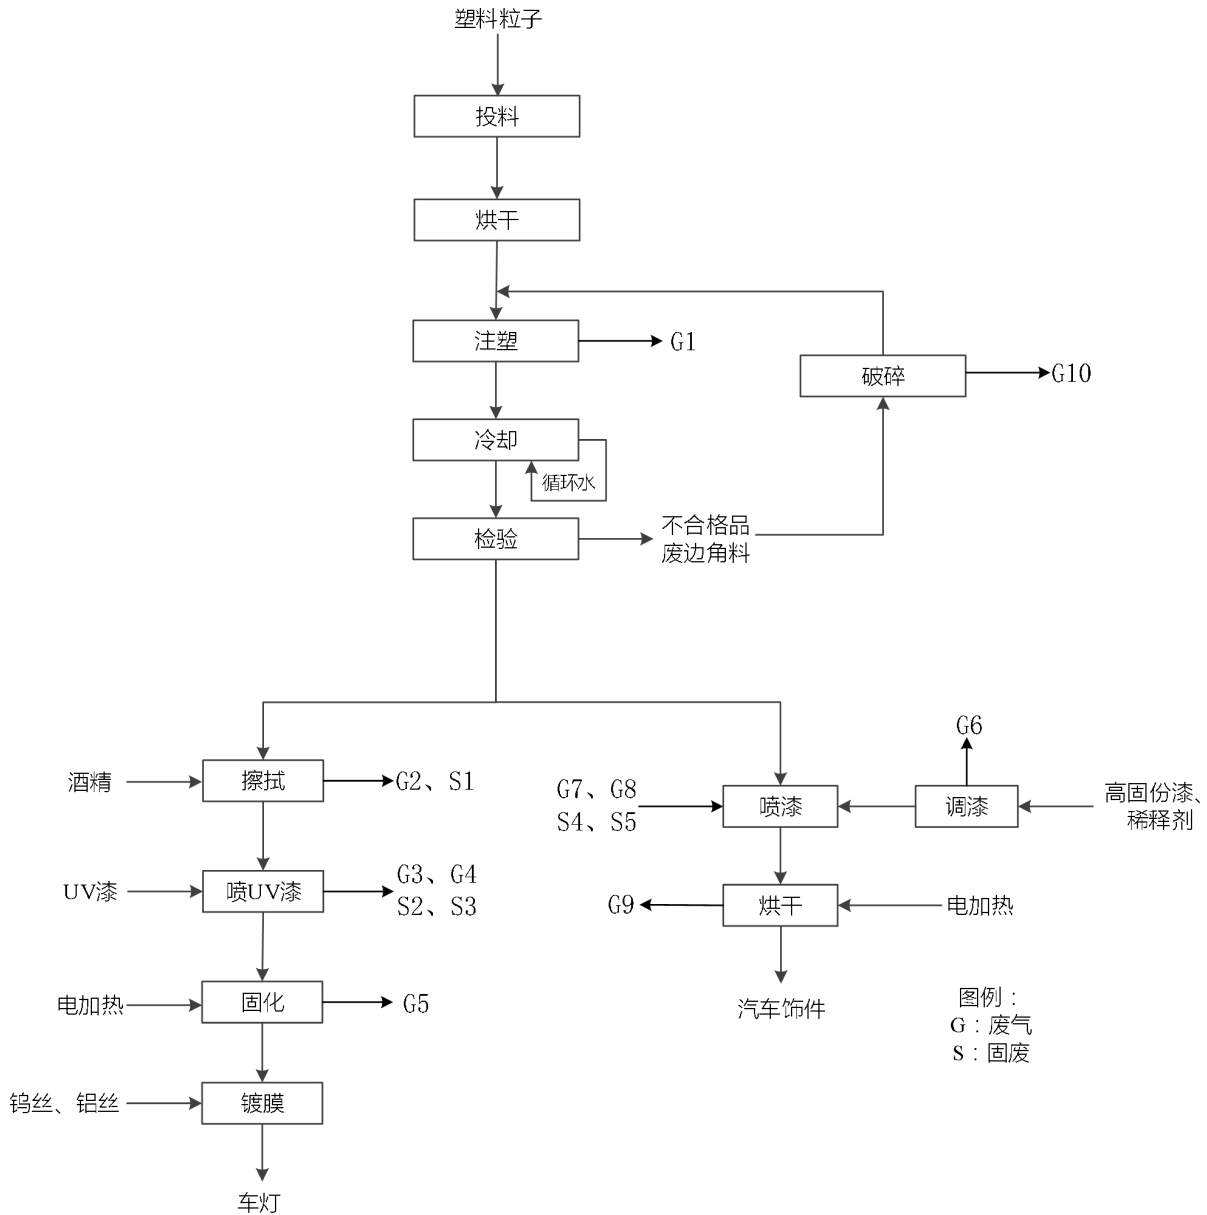 塑料粒子
投料
烘干
注塑
G1
破碎
G10
冷却
循环水
检验
不合格品
废边角料
酒精
擦拭
G2、S1
UV漆
喷UV漆
G3、G4
S2、S3
电加热
固化
G5
钨丝、铝丝
镀膜
车灯
G7、G8
S4、S5
喷漆
G6
调漆
高固份漆、
稀释剂
G9
烘干
电加热
汽车饰件
图例：
G：废气
S：固废